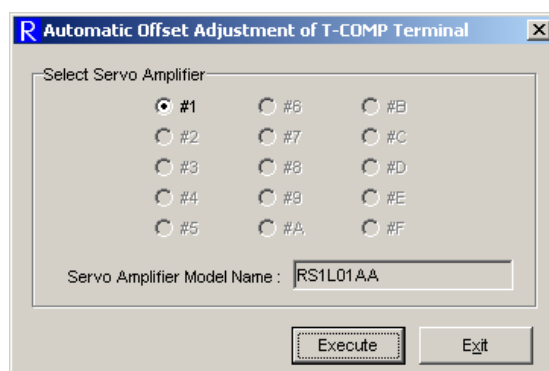 R Automatic Offset Adjustment of T-COMP Terminal
Select Servo Amplifier
#1 #6 #B
#2 #7 #C
#3 #8 #D
#4 #9 #E
#5 #A #F
Servo Amplifier Model Name : RS1L01AA
Execute Exit